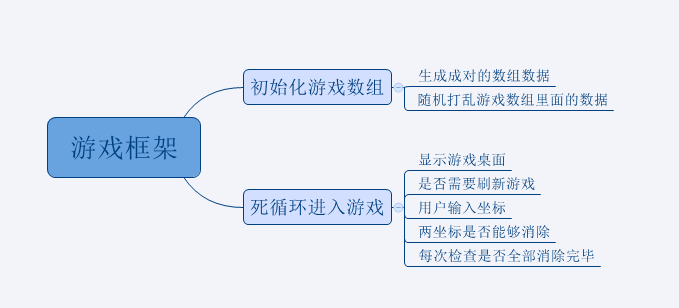 游戏框架
初始化游戏数组
生成成对的数组数据
随机打乱游戏数组里面的数据
死循环进入游戏
显示游戏桌面
是否需要刷新游戏
用户输入坐标
两坐标是否能够消除
每次检查是否全部消除完毕